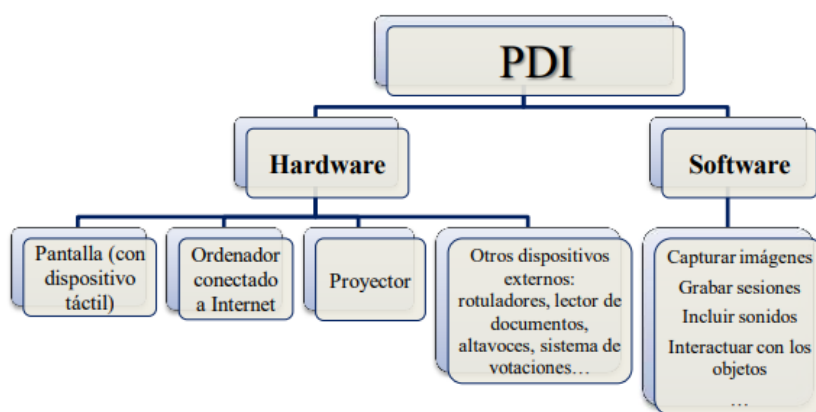 PDI
Hardware
Software
Pantalla (con
dispositivo
táctil)
Ordenador
conectado
a Internet
Proyector
Otros dispositivos
externos:
rotuladores, lector de
documentos,
altavoces, sistema de
votaciones…
Capturar imágenes
Grabar sesiones
Incluir sonidos
Interactuar con los
objetos
…